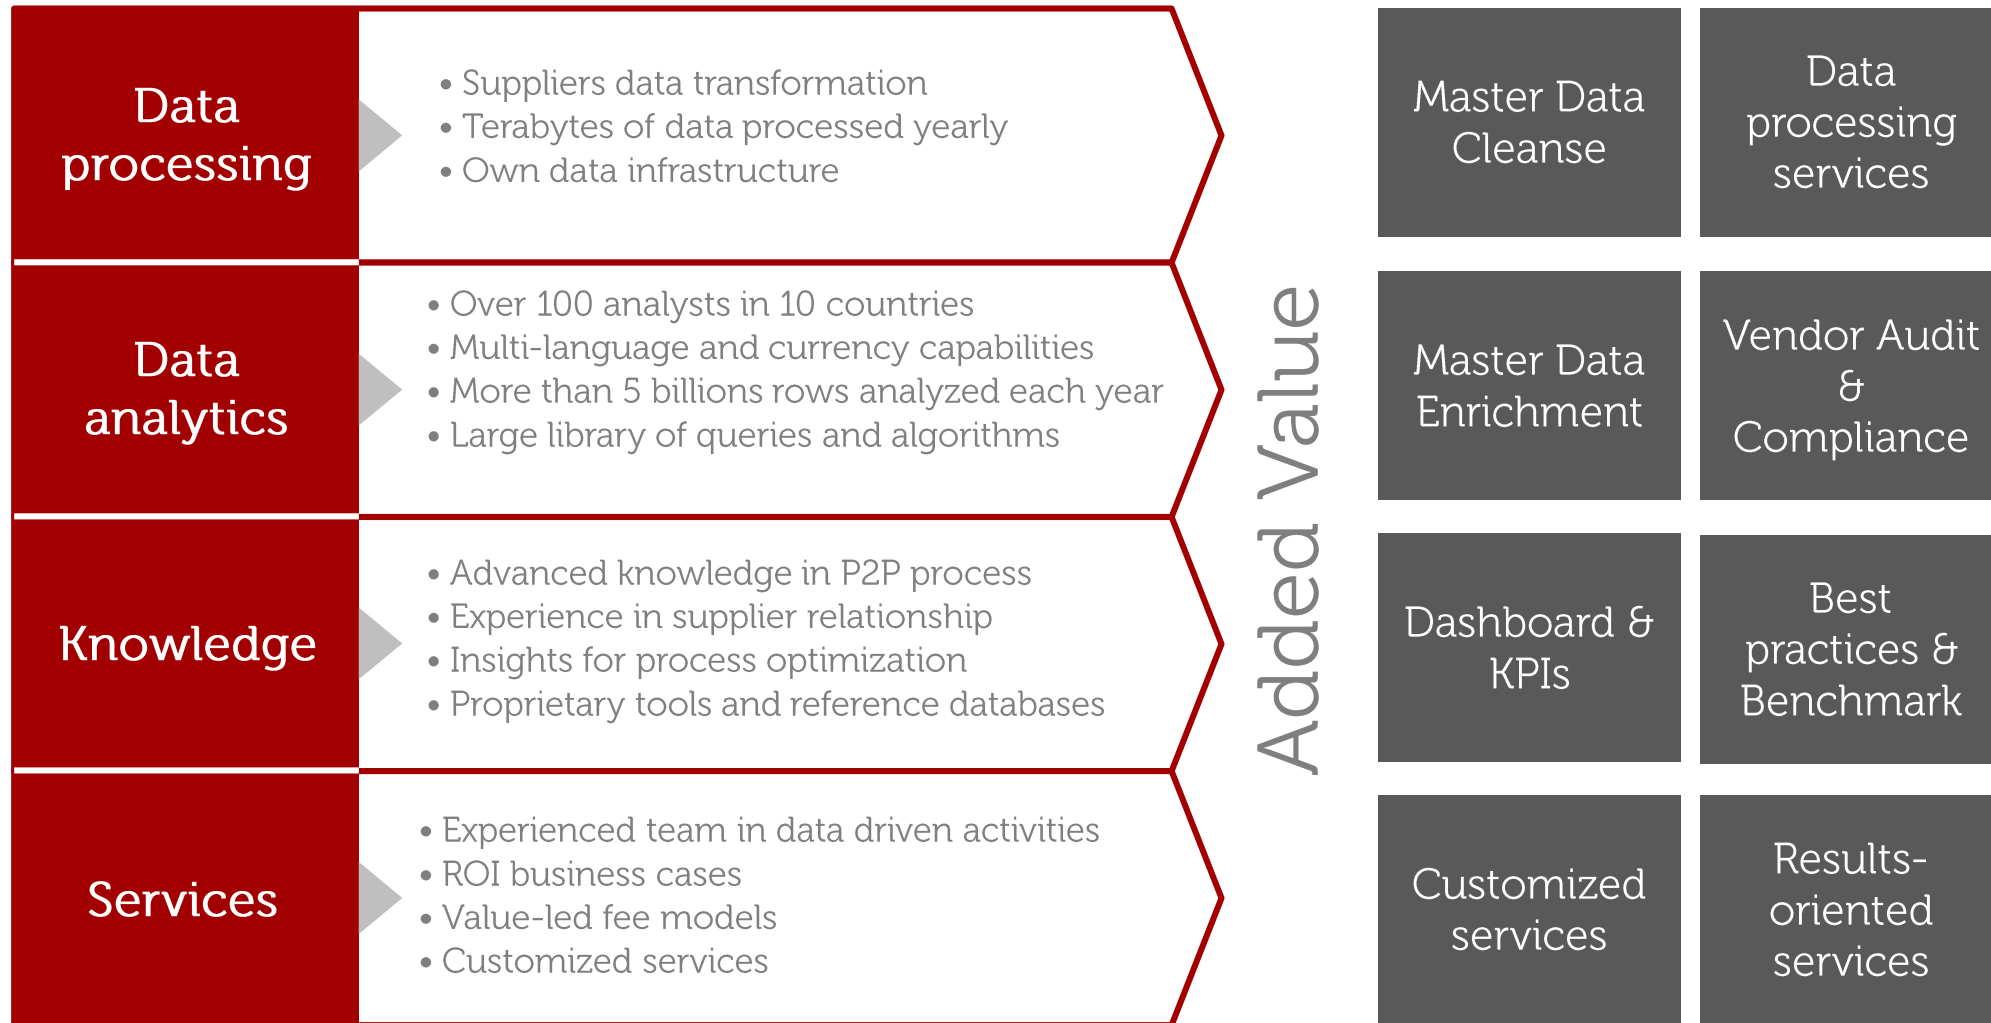 Data
processing
• Suppliers data transformation
• Terabytes of data processed yearly
• Own data infrastructure
Data
analytics
• Over 100 analysts in 10 countries
• Multi-language and currency capabilities
• More than 5 billions rows analyzed each year
• Large library of queries and algorithms
Knowledge
• Advanced knowledge in P2P process
• Experience in supplier relationship
• Insights for process optimization
• Proprietary tools and reference databases
Services
• Experienced team in data driven activities
• ROI business cases
• Value-led fee models
• Customized services
Added Value
Master Data
Cleanse
Data
processing
services
Master Data
Enrichment
Vendor Audit
&
Compliance
Dashboard &
KPIs
Best
practices &
Benchmark
Customized
services
Results-
oriented
services